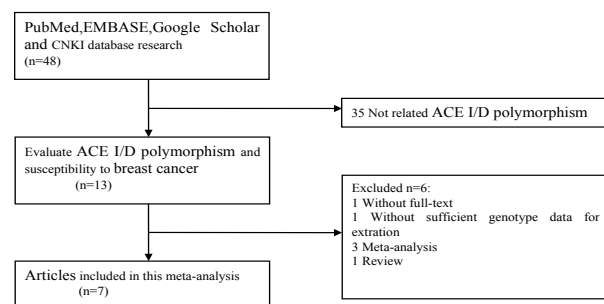 PubMed,EMBASE,Google Scholar
and CNKI database research
(n=48)
35 Not related ACE I/D polymorphism
Evaluate ACE I/D polymorphism and
susceptibility to breast cancer
(n=13)
Excluded n=6:
1 Without full-text
1 Without sufficient genotype data for
extration
3 Meta-analysis
1 Review
Articles included in this meta-analysis
(n=7)